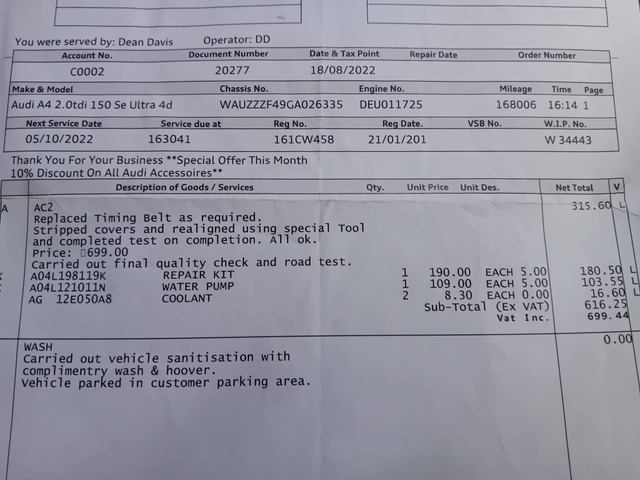 You were served by: Dean Davis Operator: DD
Account No. Document Number Date & Tax Point Repair Date Order Number
C0002 20277 18/08/2022
Make & Model Chassis No. Engine No. Mileage Time Page
Audi A4 2.0tdi 150 Se Ultra 4d WAUZZZF49GA026335 DEU011725 168006 16:14 1
Next Service Date Service due at Reg No. Reg Date. VSB No. W.I.P. No.
05/10/2022 163041 161CW458 21/01/201 W 34443
Thank You For Your Business **Special Offer This Month
10% Discount On All Audi Accessoires**
Description of Goods / Services Qty. Unit Price Unit Des. Net Total V
A AC2 315.60 L
Replaced Timing Belt as required.
Stripped covers and realigned using special Tool
and completed test on completion. All ok.
Price: ▯699.00
Carried out final quality check and road test.
A04L198119K REPAIR KIT 1 190.00 EACH 5.00 180.50 L
A04L121011N WATER PUMP 1 109.00 EACH 5.00 103.55 L
AG 12E050A8 COOLANT 2 8.30 EACH 0.00 16.60 L
Sub-Total (Ex VAT) 616.25
Vat Inc. 699.44
WASH 0.00
Carried out vehicle sanitisation with
complimentry wash & hoover.
Vehicle parked in customer parking area.